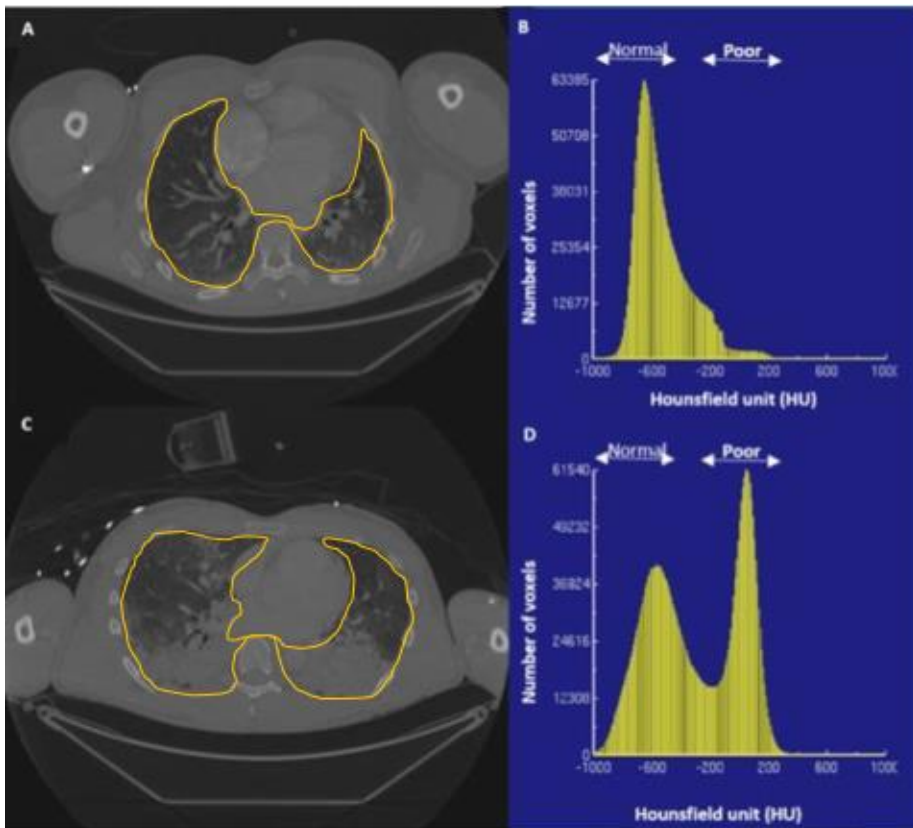 A
B
Normal
Poor
63385
50708
38031
25354
12677
0
-1000
-600
-200
200
600
100
Number of voxels
Hounsfield unit (HU)
C
D
Normal
Poor
61540
49232
36924
24616
12308
0
-1000
-600
-200
200
600
100
Number of voxels
Hounsfield unit (HU)